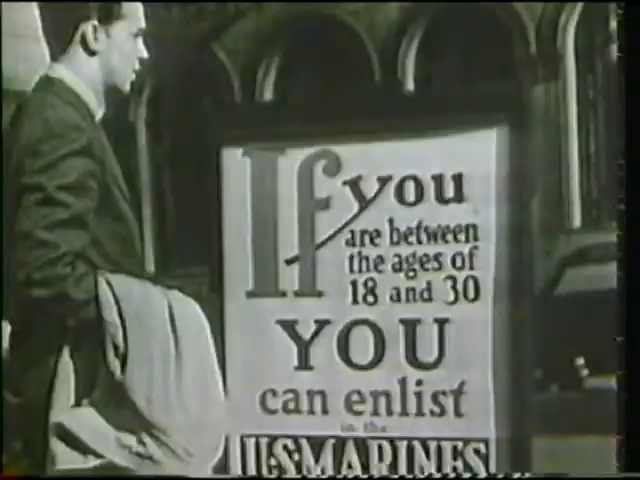 If you
are between
the ages of
18 and 30
YOU
can enlist
in the
U.S. MARINES